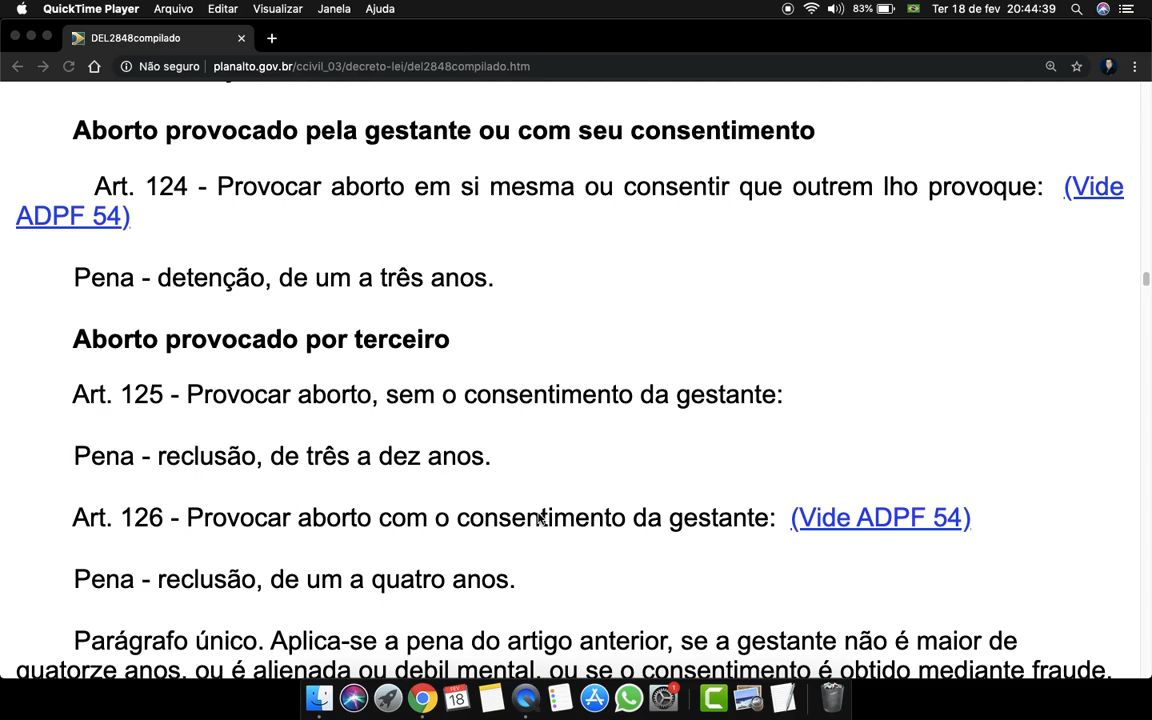 QuickTime Player Arquivo Editar Visualizar Janela Ajuda 83% Ter 18 de fev 20:44:39
DEL2848compilado
Não seguro planalto.gov.br/ccivil_03/decreto-lei/del2848compilado.htm
Aborto provocado pela gestante ou com seu consentimento
Art. 124 - Provocar aborto em si mesma ou consentir que outrem lho provoque: (Vide
ADPF 54)
Pena - detenção, de um a três anos.
Aborto provocado por terceiro
Art. 125 - Provocar aborto, sem o consentimento da gestante:
Pena - reclusão, de três a dez anos.
Art. 126 - Provocar aborto com o consentimento da gestante: (Vide ADPF 54)
Pena - reclusão, de um a quatro anos.
Parágrafo único. Aplica-se a pena do artigo anterior, se a gestante não é maior de
quatorze anos, ou é alienada ou debil mental, ou se o consentimento é obtido mediante fraude,
FEV
18
1